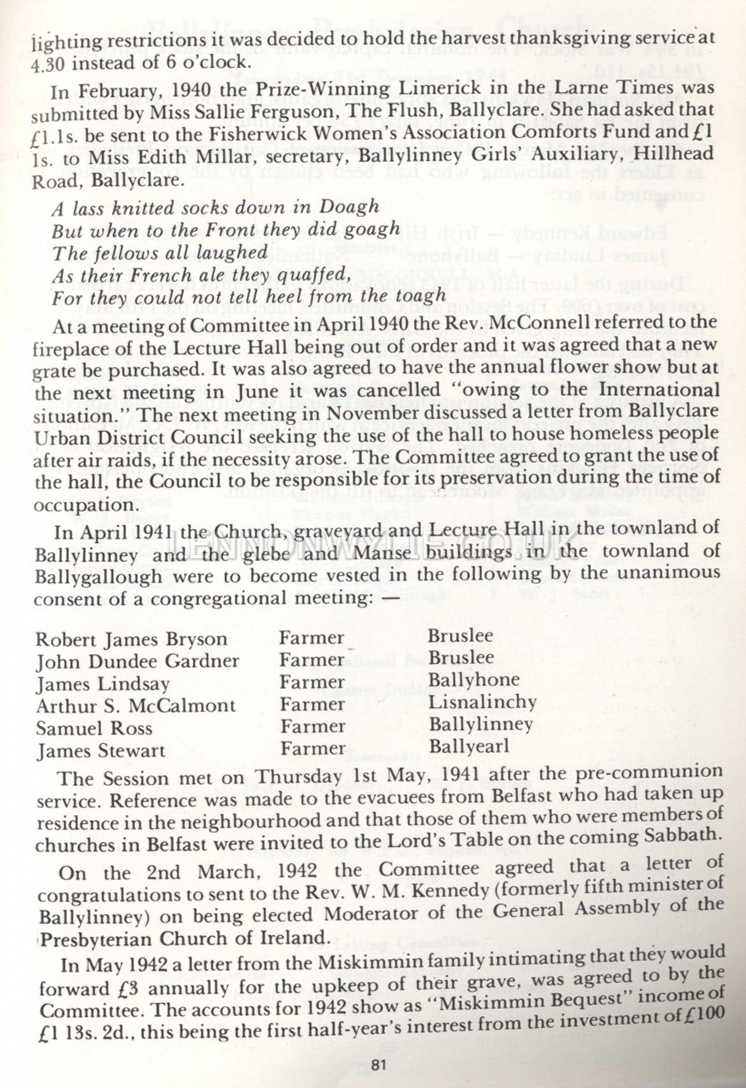 lighting restrictions it was decided to hold the harvest thanksgiving service at
4.30 instead of 6 o'clock.
In February, 1940 the Prize-Winning Limerick in the Larne Times was
submitted by Miss Sallie Ferguson, The Flush, Ballyclare. She had asked that
£1.1s. be sent to the Fisherwick Women's Association Comforts Fund and £1
1s. to Miss Edith Millar, secretary, Ballylinney Girls' Auxiliary, Hillhead
Road, Ballyclare.
A lass knitted socks down in Doagh
But when to the Front they did goagh
The fellows all laughed
As their French ale they quaffed,
For they could not tell heel from the toagh
At a meeting of Committee in April 1940 the Rev. McConnell referred to the
fireplace of the Lecture Hall being out of order and it was agreed that a new
grate be purchased. It was also agreed to have the annual flower show but at
the next meeting in June it was cancelled "owing to the International
situation." The next meeting in November discussed a letter from Ballyclare
Urban District Council seeking the use of the hall to house homeless people
after air raids, if the necessity arose. The Committee agreed to grant the use of
the hall, the Council to be responsible for its preservation during the time of
occupation.
In April 1941 the Church, graveyard and Lecture Hall in the townland of
LENNONWYLIE.CO.UK
Ballylinney and the glebe and Manse buildings in the townland of
Ballygallough were to become vested in the following by the unanimous
consent of a congregational meeting: —
Robert James Bryson Farmer Bruslee
John Dundee Gardner Farmer Bruslee
James Lindsay Farmer Ballyhone
Arthur S. McCalmont Farmer Lisnalinchy
Samuel Ross Farmer Ballylinney
James Stewart Farmer Ballyearl
The Session met on Thursday 1st May, 1941 after the pre-communion
service. Reference was made to the evacuees from Belfast who had taken up
residence in the neighbourhood and that those of them who were members of
churches in Belfast were invited to the Lord's Table on the coming Sabbath.
On the 2nd March, 1942 the Committee agreed that a letter of
congratulations to sent to the Rev. W. M. Kennedy (formerly fifth minister of
Ballylinney) on being elected Moderator of the General Assembly of the
Presbyterian Church of Ireland.
In May 1942 a letter from the Miskimmin family intimating that they would
forward £3 annually for the upkeep of their grave, was agreed to by the
Committee. The accounts for 1942 show as "Miskimmin Bequest" income of
£1 13s. 2d., this being the first half-year's interest from the investment of £100
81